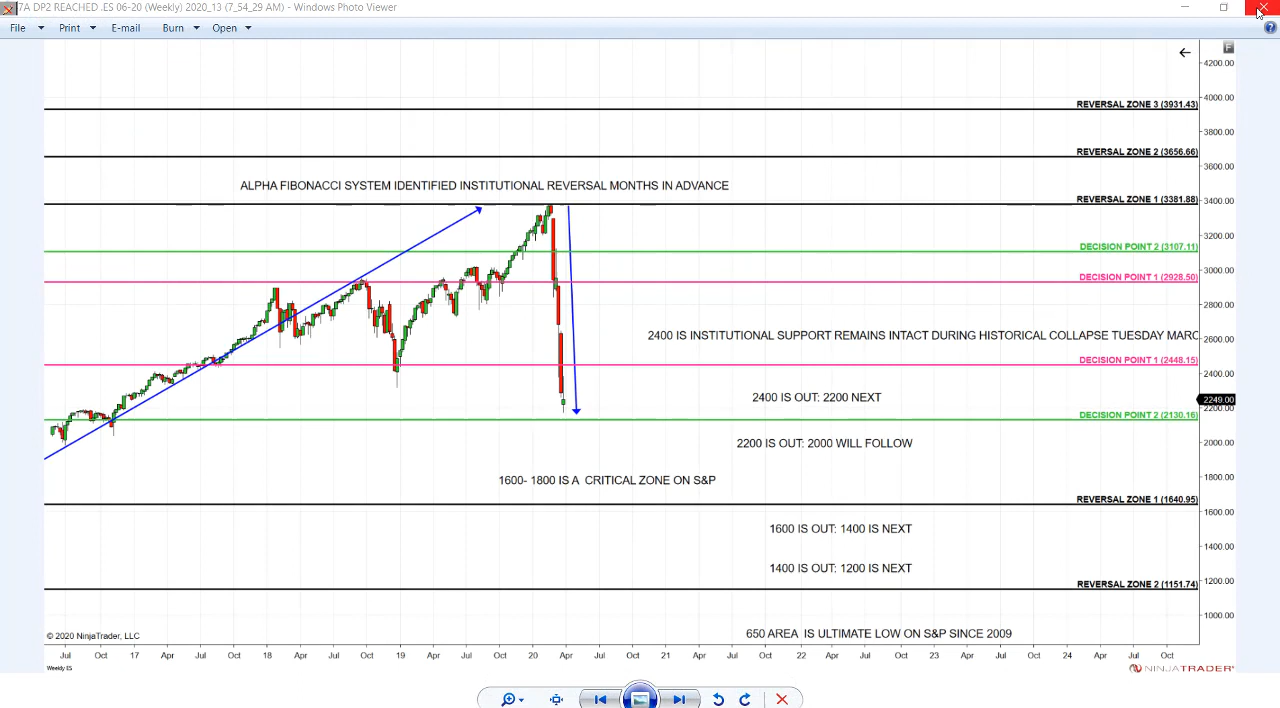 7A DP2 REACHED .ES 06-20 (Weekly) 2020_13 (7_54_29 AM) - Windows Photo Viewer
File Print E-mail Burn Open
F
4200.00
4000.00
REVERSAL ZONE 3 (3931.43)
3800.00
REVERSAL ZONE 2 (3656.66)
3600.00
ALPHA FIBONACCI SYSTEM IDENTIFIED INSTITUTIONAL REVERSAL MONTHS IN ADVANCE
REVERSAL ZONE 1 (3381.88)
3400.00
3200.00
DECISION POINT 2 (3107.11)
3000.00
DECISION POINT 1 (2928.50)
2800.00
2400 IS INSTITUTIONAL SUPPORT REMAINS INTACT DURING HISTORICAL COLLAPSE TUESDAY MARC
2600.00
DECISION POINT 1 (2448.15)
2400.00
2400 IS OUT: 2200 NEXT
2249.00
2200.00
DECISION POINT 2 (2130.16)
2200 IS OUT: 2000 WILL FOLLOW
2000.00
1600- 1800 IS A CRITICAL ZONE ON S&P
1800.00
REVERSAL ZONE 1 (1640.95)
1600.00
1600 IS OUT: 1400 IS NEXT
1400.00
1400 IS OUT: 1200 IS NEXT
1200.00
REVERSAL ZONE 2 (1151.74)
1000.00
650 AREA IS ULTIMATE LOW ON S&P SINCE 2009
© 2020 NinjaTrader, LLC
Jul Oct 17 Apr Jul Oct 18 Apr Jul Oct 19 Apr Jul Oct 20 Apr Jul Oct 21 Apr Jul Oct 22 Apr Jul Oct 23 Apr Jul Oct 24 Apr Jul Oct
Weekly ES
NINJATRADER